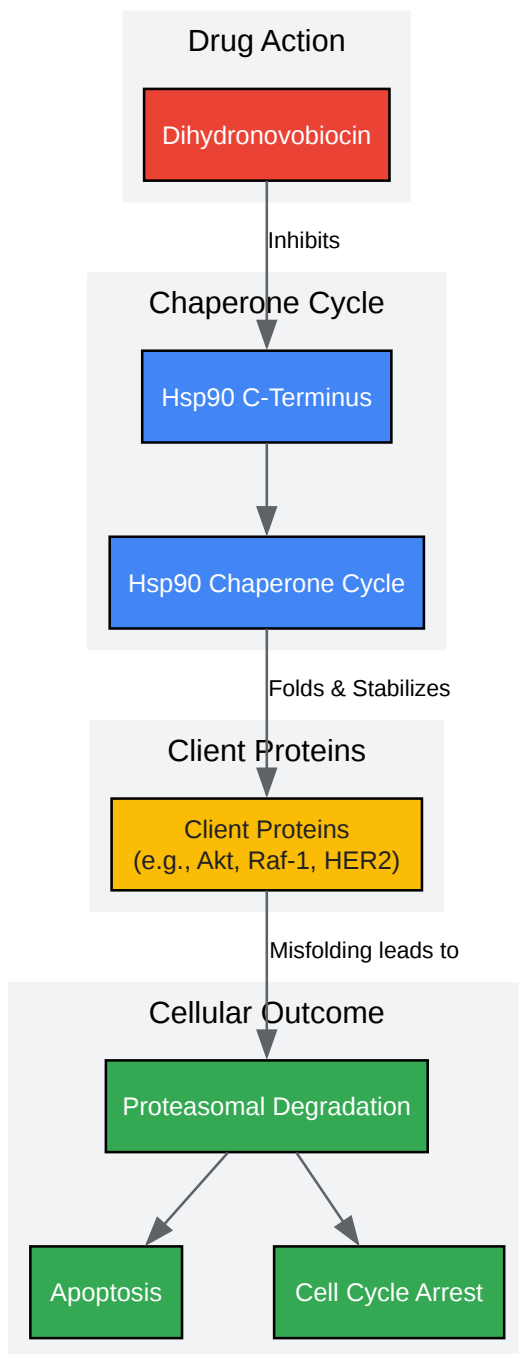 Drug Action
Dihydronovobiocin
Inhibits
Chaperone Cycle
Hsp90 C-Terminus
Hsp90 Chaperone Cycle
Folds & Stabilizes
Client Proteins
Client Proteins
(e.g., Akt, Raf-1, HER2)
Misfolding leads to
Cellular Outcome
Proteasomal Degradation
Apoptosis
Cell Cycle Arrest